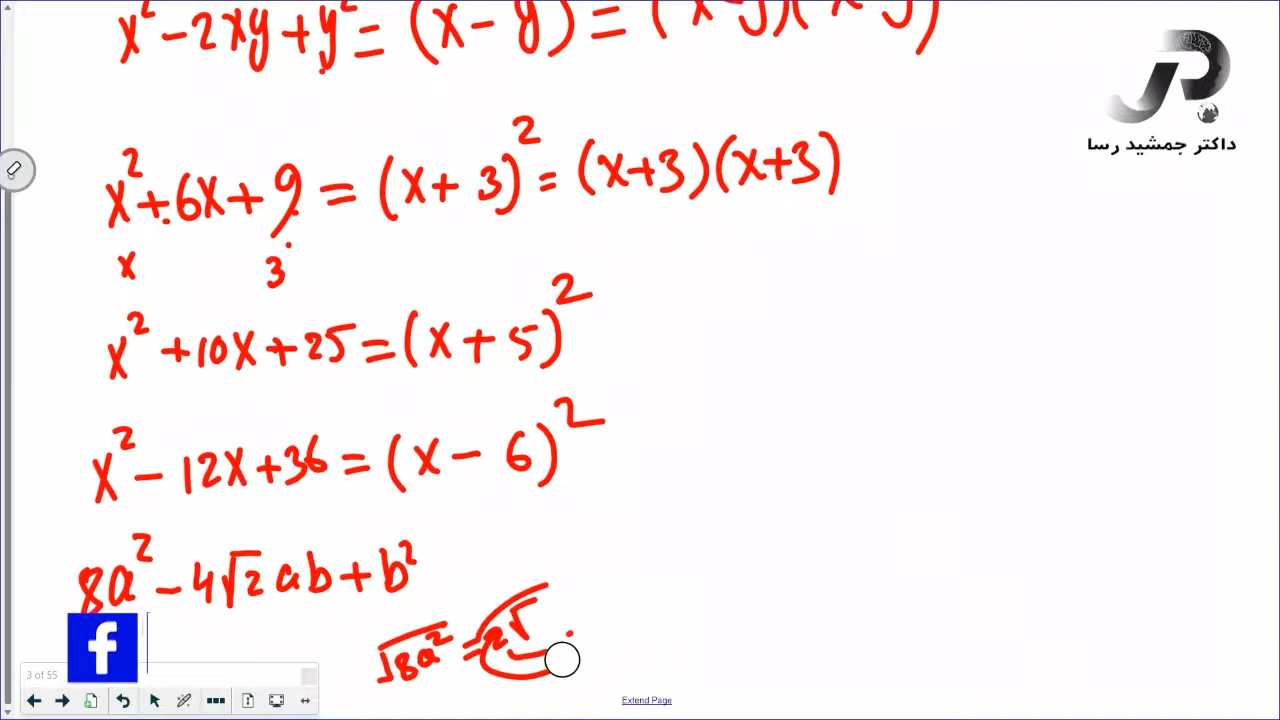 x² - 2xy + y² = (x - y) = (x - y)(x - y)
داکتر جمشید رسا
x² + 6x + 9 = (x + 3)² = (x+3)(x+3)
x 3
x² + 10x + 25 = (x + 5)²
x² - 12x + 36 = (x - 6)²
8a² - 4√2 ab + b²
√8a² = 2√
3 of 55
Extend Page